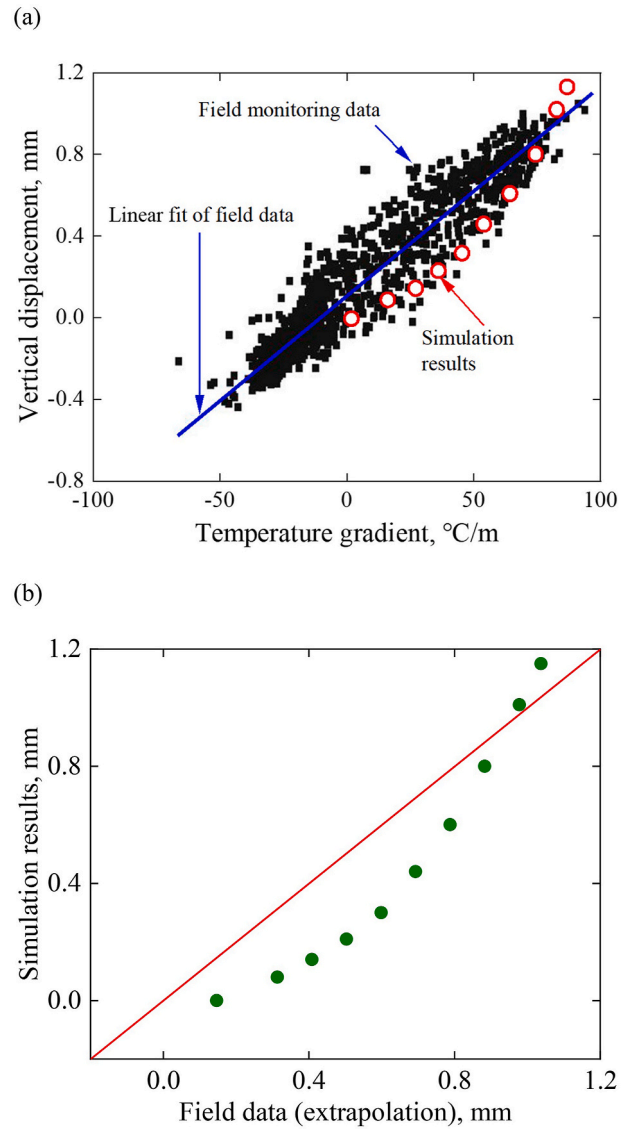 (a)
1.2
0.8
0.4
0.0
-0.4
-0.8
-100
-50
0
50
100
Vertical displacement, mm
Field monitoring data
Linear fit of field data
Simulation
results
Temperature gradient, °C/m
(b)
1.2
0.8
0.4
0.0
Simulation results, mm
0.0
0.4
0.8
1.2
Field data (extrapolation), mm